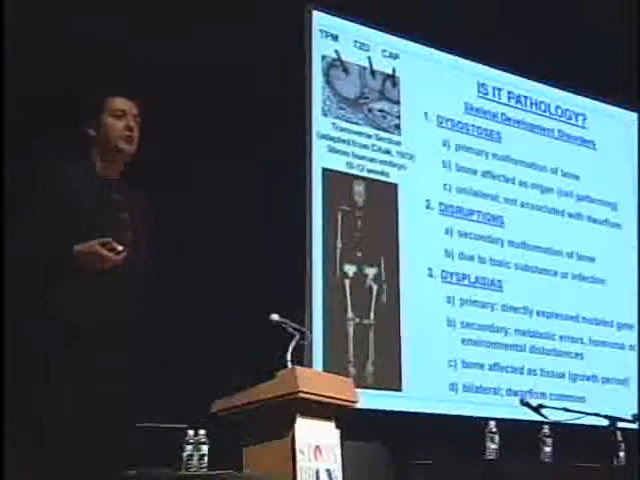 TPM TZD CAP
Transverse Section
(adapted from Cihak, 1972)
38mm human embryo
10-12 weeks
IS IT PATHOLOGY?
Skeletal Development Disorders
1. DYSOSTOSES
a) primary malformation of bone
b) bone affected as organ (cell patterning)
c) unilateral; not associated with dwarfism
2. DISRUPTIONS
a) secondary malformation of bone
b) due to toxic substance or infection
3. DYSPLASIAS
a) primary: directly expressed mutated gene
b) secondary: metabolic errors, hormonal or
environmental disturbances
c) bone affected as tissue (growth period)
d) bilateral; dwarfism common